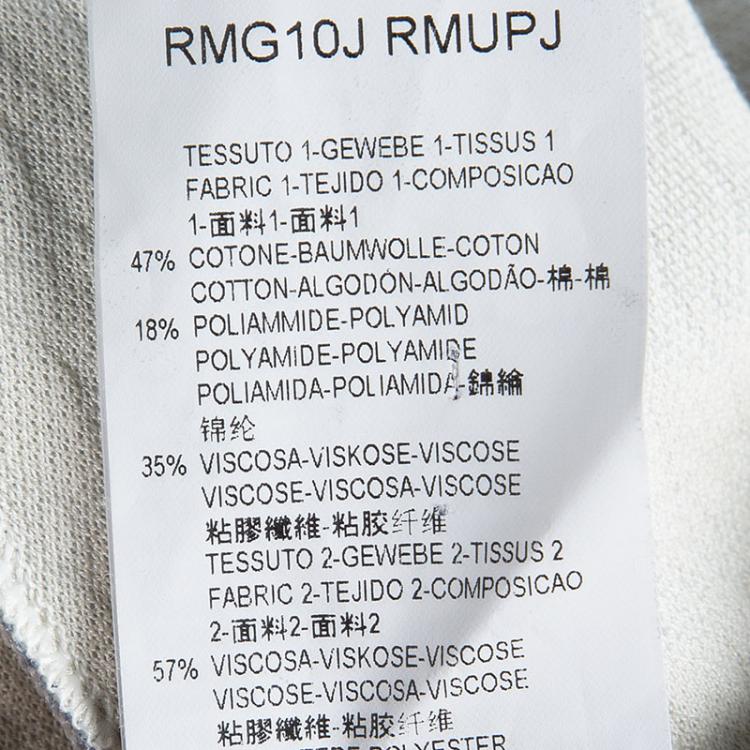 RMG10J RMUPJ
TESSUTO 1-GEWEBE 1-TISSUS 1
FABRIC 1-TEJIDO 1-COMPOSICAO
1-面料1-面料1
47% COTONE-BAUMWOLLE-COTON
COTTON-ALGODÓN-ALGODÃO-棉-棉
18% POLIAMMIDE-POLYAMID
POLYAMIDE-POLYAMIDE
POLIAMIDA-POLIAMIDA-錦綸
锦纶
35% VISCOSA-VISKOSE-VISCOSE
VISCOSE-VISCOSA-VISCOSE
粘膠纖維-粘胶纤维
TESSUTO 2-GEWEBE 2-TISSUS 2
FABRIC 2-TEJIDO 2-COMPOSICAO
2-面料2-面料2
57% VISCOSA-VISKOSE-VISCOSE
VISCOSE-VISCOSA-VISCOSE
粘膠纖維-粘胶纤维
POLYESTER